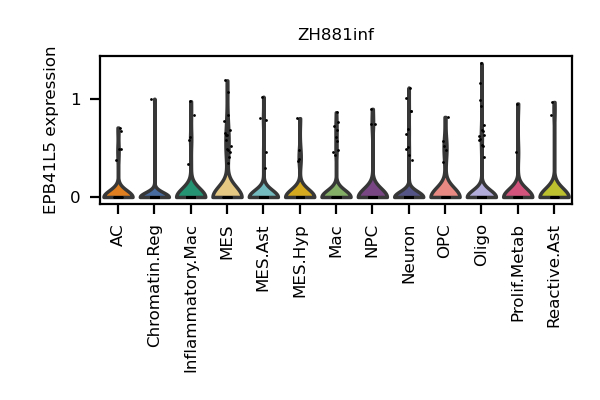 ZH881inf
EPB41L5 expression
1
0
AC
Chromatin.Reg
Inflammatory.Mac
MES
MES.Ast
MES.Hyp
Mac
NPC
Neuron
OPC
Oligo
Prolif.Metab
Reactive.Ast